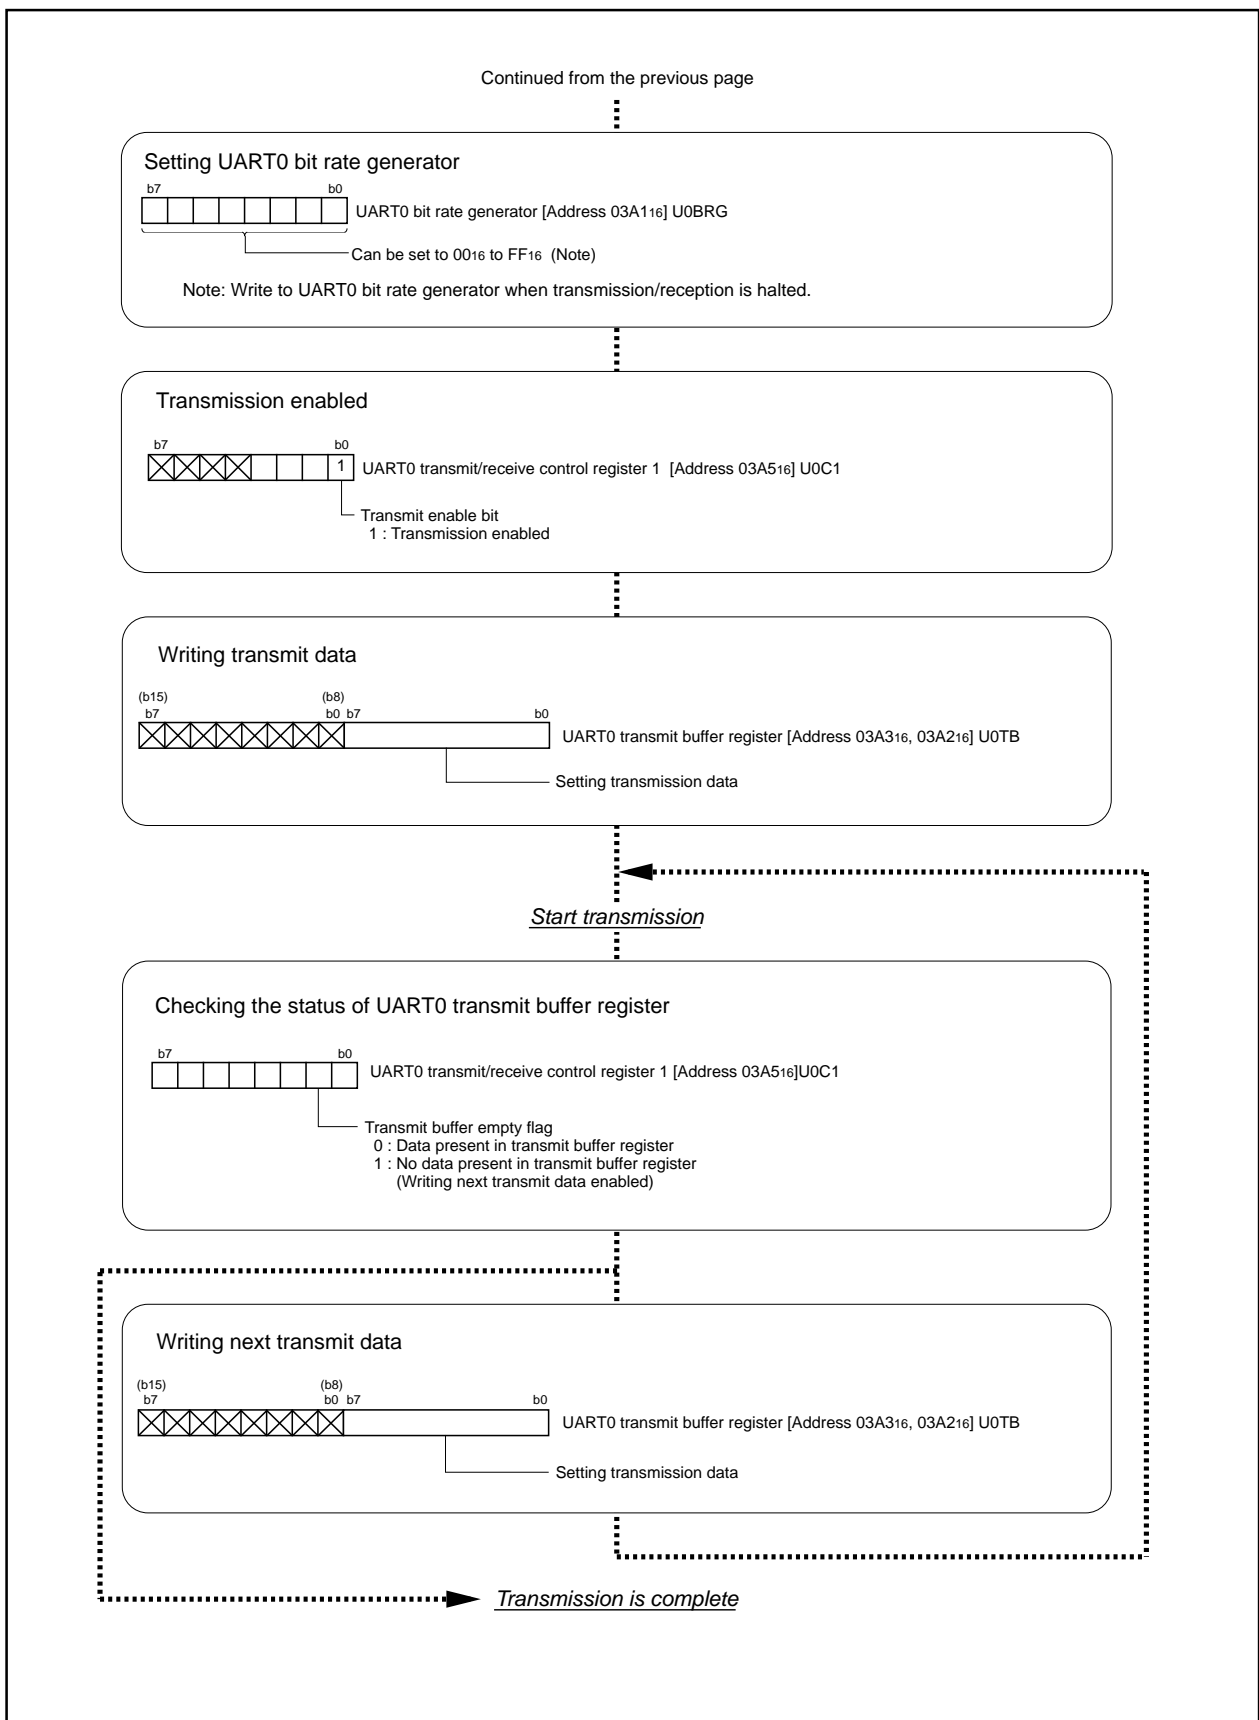 Continued from the previous page
Setting UART0 bit rate generator
b7 b0
UART0 bit rate generator [Address 03A116] U0BRG
Can be set to 0016 to FF16 (Note)
Note: Write to UART0 bit rate generator when transmission/reception is halted.
Transmission enabled
b7 b0
1 UART0 transmit/receive control register 1 [Address 03A516] U0C1
Transmit enable bit
1 : Transmission enabled
Writing transmit data
(b15) (b8)
b7 b0 b7 b0
UART0 transmit buffer register [Address 03A316, 03A216] U0TB
Setting transmission data
Start transmission
Checking the status of UART0 transmit buffer register
b7 b0
UART0 transmit/receive control register 1 [Address 03A516]U0C1
Transmit buffer empty flag
0 : Data present in transmit buffer register
1 : No data present in transmit buffer register
(Writing next transmit data enabled)
Writing next transmit data
(b15) (b8)
b7 b0 b7 b0
UART0 transmit buffer register [Address 03A316, 03A216] U0TB
Setting transmission data
Transmission is complete